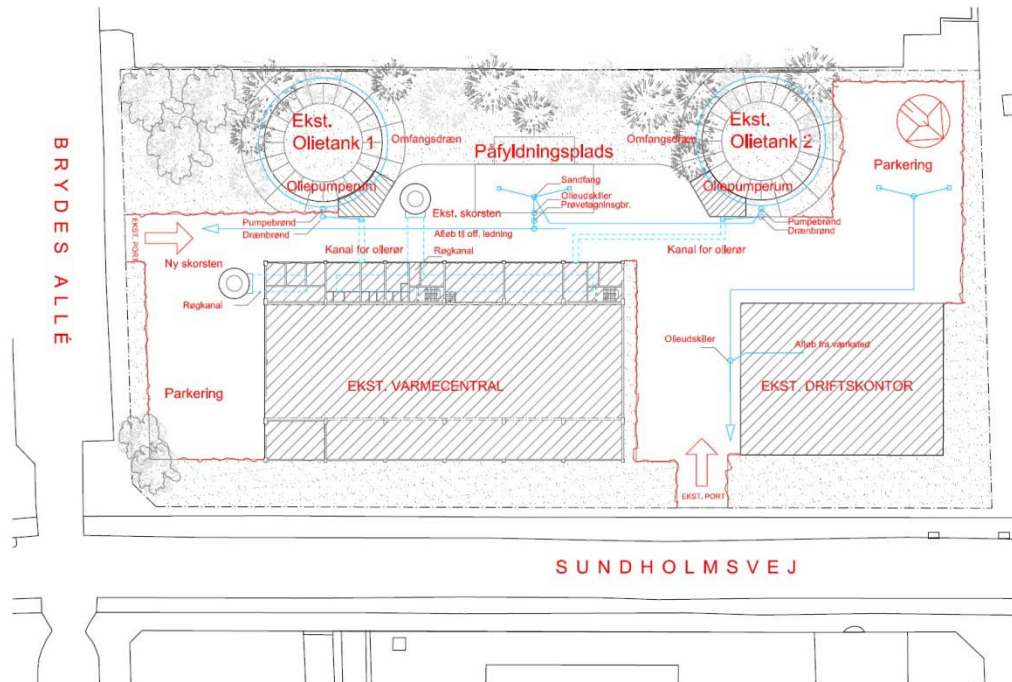 BRYDES ALLÉ
Ekst.
Olietank 1
Omfangsdræn
Påfyldningsplads
Omfangsdræn
Ekst.
Olietank 2
Parkering
Oliepumperum
Sandfang
Olieudskiller
Prøvetagningsbr.
Oliepumperum
Pumpebrønd
Drænbrønd
Ekst. skorsten
Afløb til off. ledning
Pumpebrønd
Drænbrønd
EKST. PORT
Ny skorsten
Kanal for olierør
Røgkanal
Kanal for olierør
Røgkanal
Olieudskiller
Afløb fra værksted
Parkering
EKST. VARMECENTRAL
EKST. DRIFTSKONTOR
EKST. PORT
SUNDHOLMSVEJ